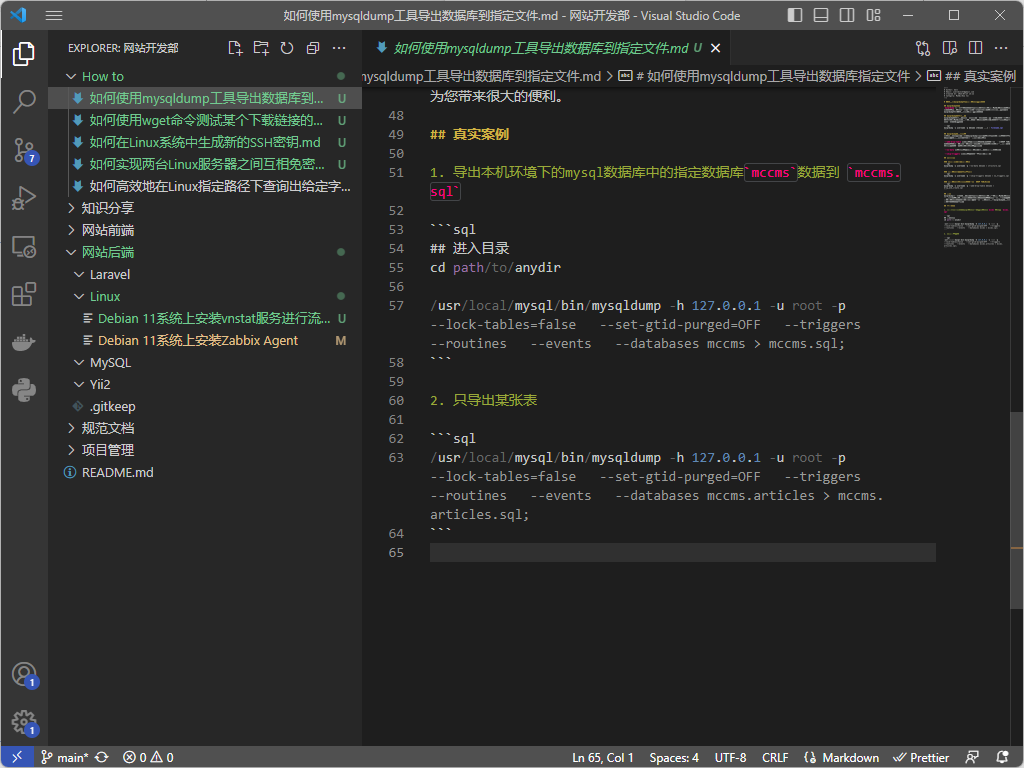 如何使用mysqldump工具导出数据库到指定文件.md - 网站开发部 - Visual Studio Code
EXPLORER: 网站开发部
How to
如何使用mysqldump工具导出数据库到... U
如何使用wget命令测试某个下载链接的... U
如何在Linux系统中生成新的SSH密钥.md U
如何实现两台Linux服务器之间互相免密... U
如何高效地在Linux指定路径下查询出给定字...
知识分享
网站前端
网站后端
Laravel
Linux
Debian 11系统上安装vnstat服务进行流... U
Debian 11系统上安装Zabbix Agent M
MySQL
Yii2
.gitkeep
规范文档
项目管理
README.md
7
1
1
如何使用mysqldump工具导出数据库到指定文件.md U
mysqldump工具导出数据库到指定文件.md > # 如何使用mysqldump工具导出数据库指定文件 > ## 真实案例
为您带来很大的便利。
48
49 ## 真实案例
50
51 1. 导出本机环境下的mysql数据库中的指定数据库`mccms`数据到 `mccms.
sql`
52
53 ```sql
54 ## 进入目录
55 cd path/to/anydir
56
57 /usr/local/mysql/bin/mysqldump -h 127.0.0.1 -u root -p
--lock-tables=false --set-gtid-purged=OFF --triggers
--routines --events --databases mccms > mccms.sql;
58 ```
59
60 2. 只导出某张表
61
62 ```sql
63 /usr/local/mysql/bin/mysqldump -h 127.0.0.1 -u root -p
--lock-tables=false --set-gtid-purged=OFF --triggers
--routines --events --databases mccms.articles > mccms.
articles.sql;
64 ```
65
main* 0 0 Ln 65, Col 1 Spaces: 4 UTF-8 CRLF Markdown Prettier